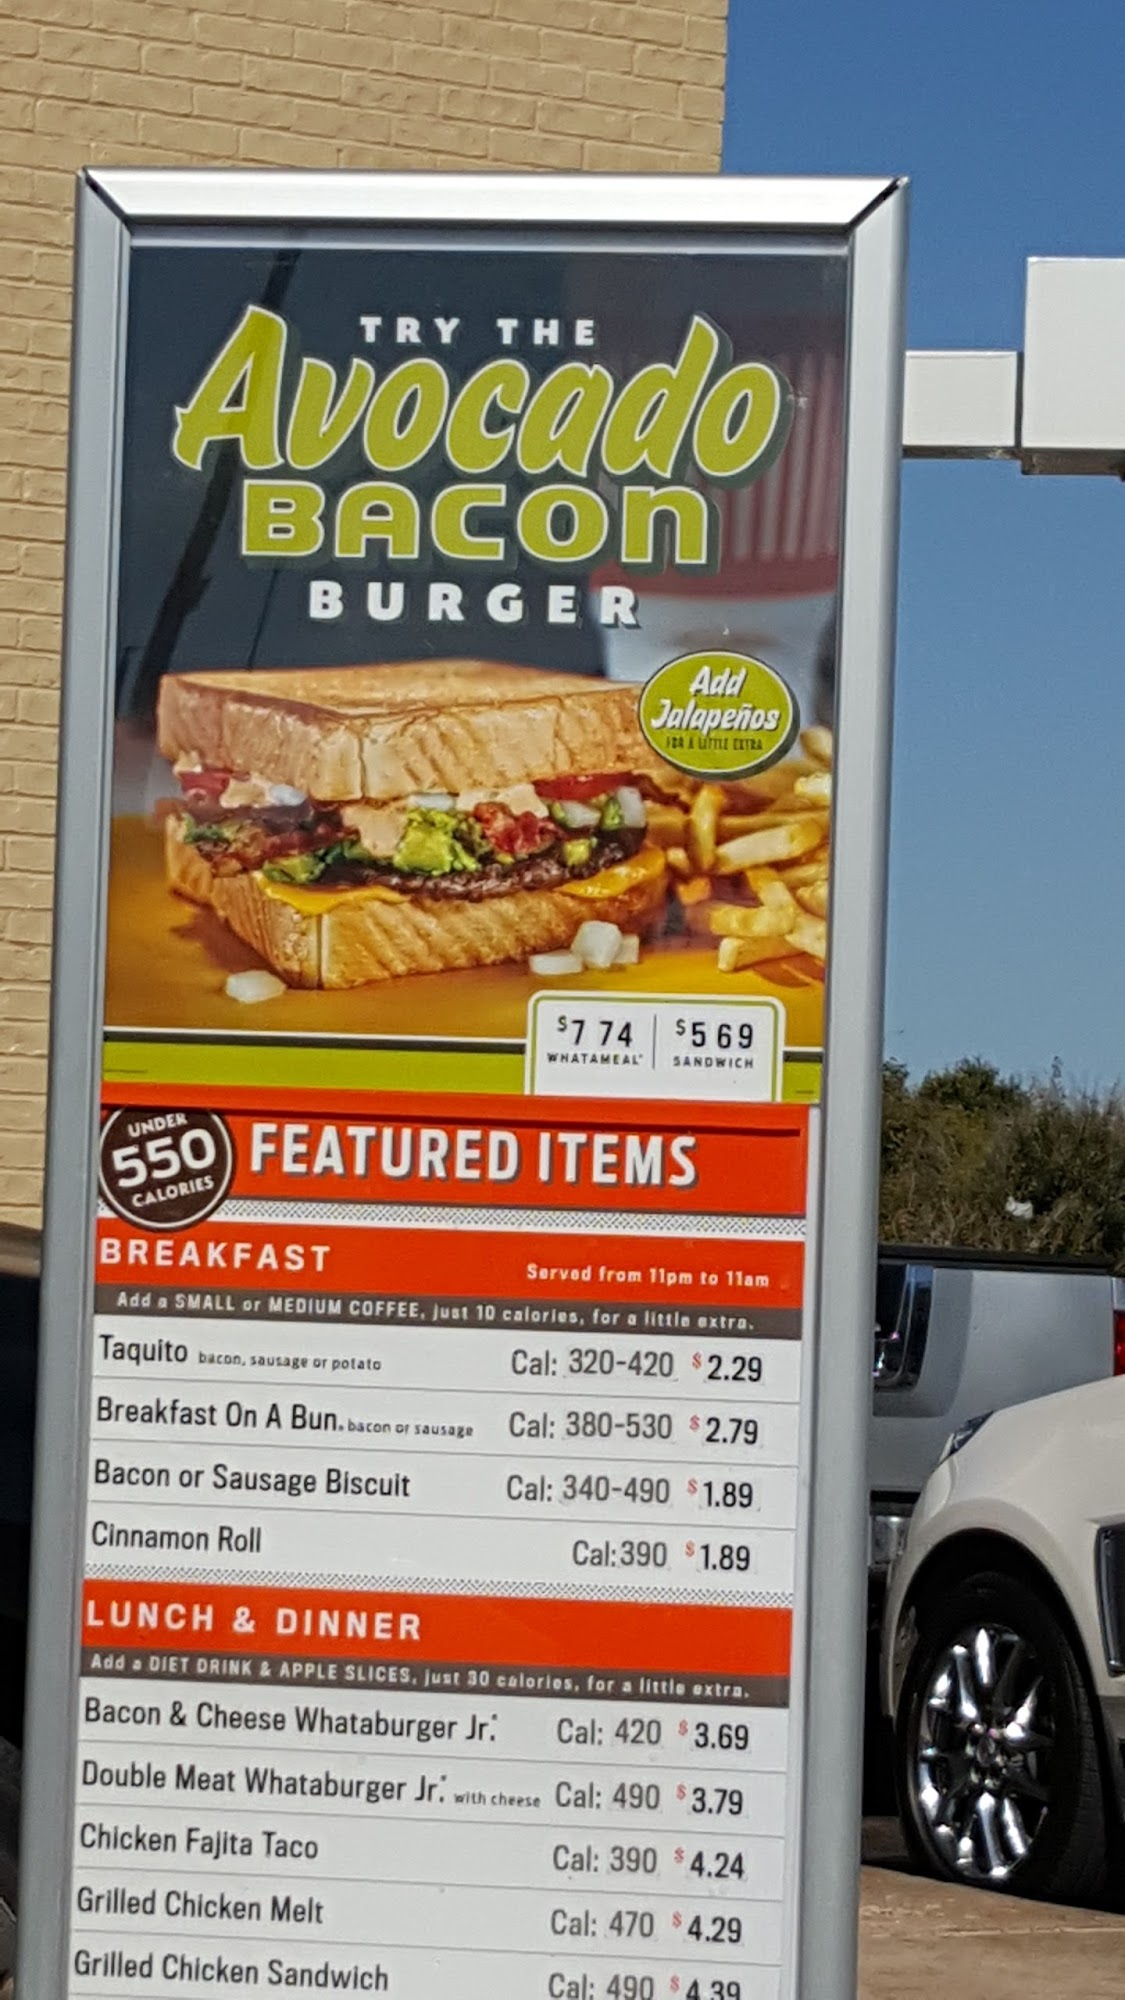 TRY THE
Avocado
BACON
BURGER
Add
Jalapeños
FOR A LITTLE EXTRA
$7 74 $5 69
WHATAMEAL® SANDWICH
UNDER
550
CALORIES
FEATURED ITEMS
BREAKFAST Served from 11pm to 11am
Add a SMALL or MEDIUM COFFEE, just 10 calories, for a little extra.
Taquito bacon, sausage or potato Cal: 320-420 $2.29
Breakfast On A Bun® bacon or sausage Cal: 380-530 $2.79
Bacon or Sausage Biscuit Cal: 340-490 $1.89
Cinnamon Roll Cal:390 $1.89
LUNCH & DINNER
Add a DIET DRINK & APPLE SLICES, just 30 calories, for a little extra.
Bacon & Cheese Whataburger Jr.® Cal: 420 $3.69
Double Meat Whataburger Jr.® with cheese Cal: 490 $3.79
Chicken Fajita Taco Cal: 390 $4.24
Grilled Chicken Melt Cal: 470 $4.29
Grilled Chicken Sandwich Cal: 490 $4.39